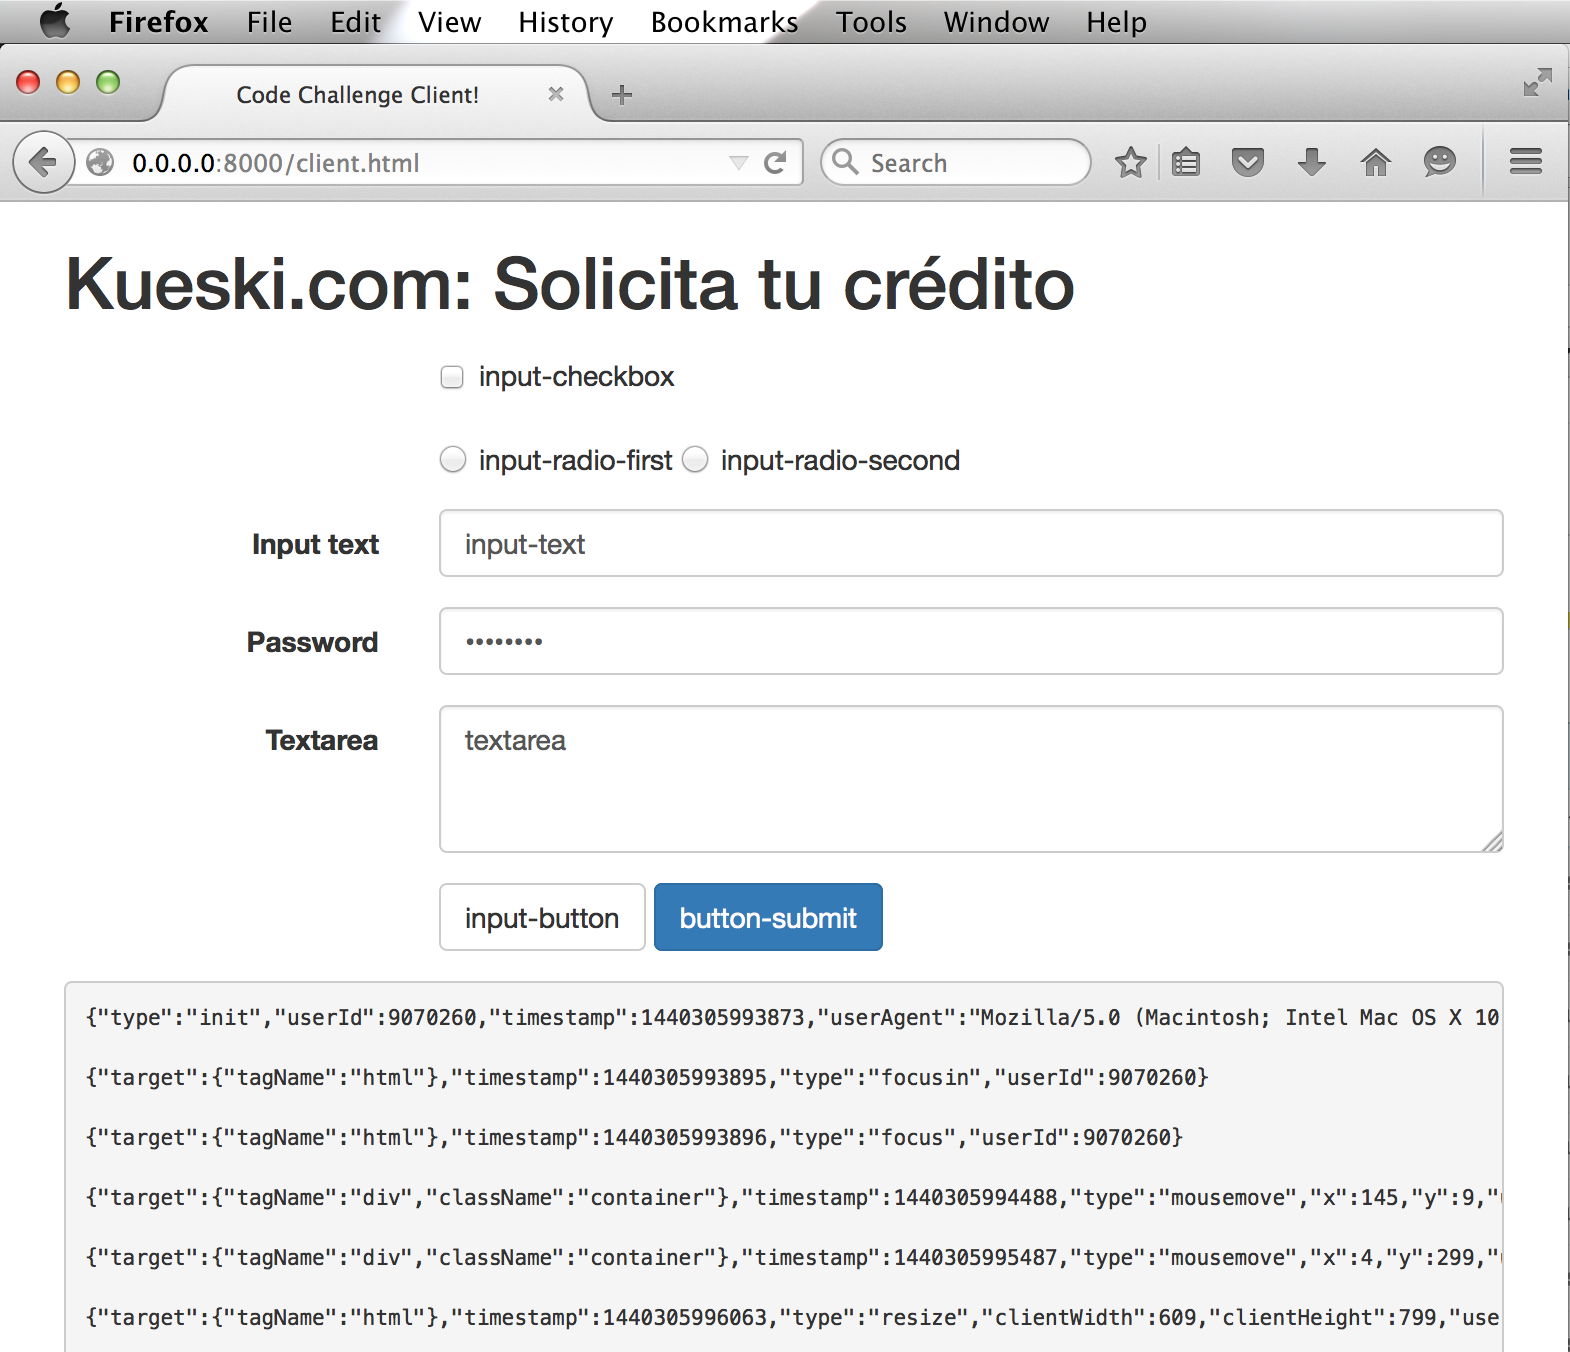 Firefox File Edit View History Bookmarks Tools Window Help
Code Challenge Client!
0.0.0.0:8000/client.html Search
Kueski.com: Solicita tu crédito
input-checkbox
input-radio-first input-radio-second
Input text input-text
Password ••••••••
Textarea textarea
input-button button-submit
{"type":"init","userId":9070260,"timestamp":1440305993873,"userAgent":"Mozilla/5.0 (Macintosh; Intel Mac OS X 10
{"target":{"tagName":"html"},"timestamp":1440305993895,"type":"focusin","userId":9070260}
{"target":{"tagName":"html"},"timestamp":1440305993896,"type":"focus","userId":9070260}
{"target":{"tagName":"div","className":"container"},"timestamp":1440305994488,"type":"mousemove","x":145,"y":9,"
{"target":{"tagName":"div","className":"container"},"timestamp":1440305995487,"type":"mousemove","x":4,"y":299,"
{"target":{"tagName":"html"},"timestamp":1440305996063,"type":"resize","clientWidth":609,"clientHeight":799,"use